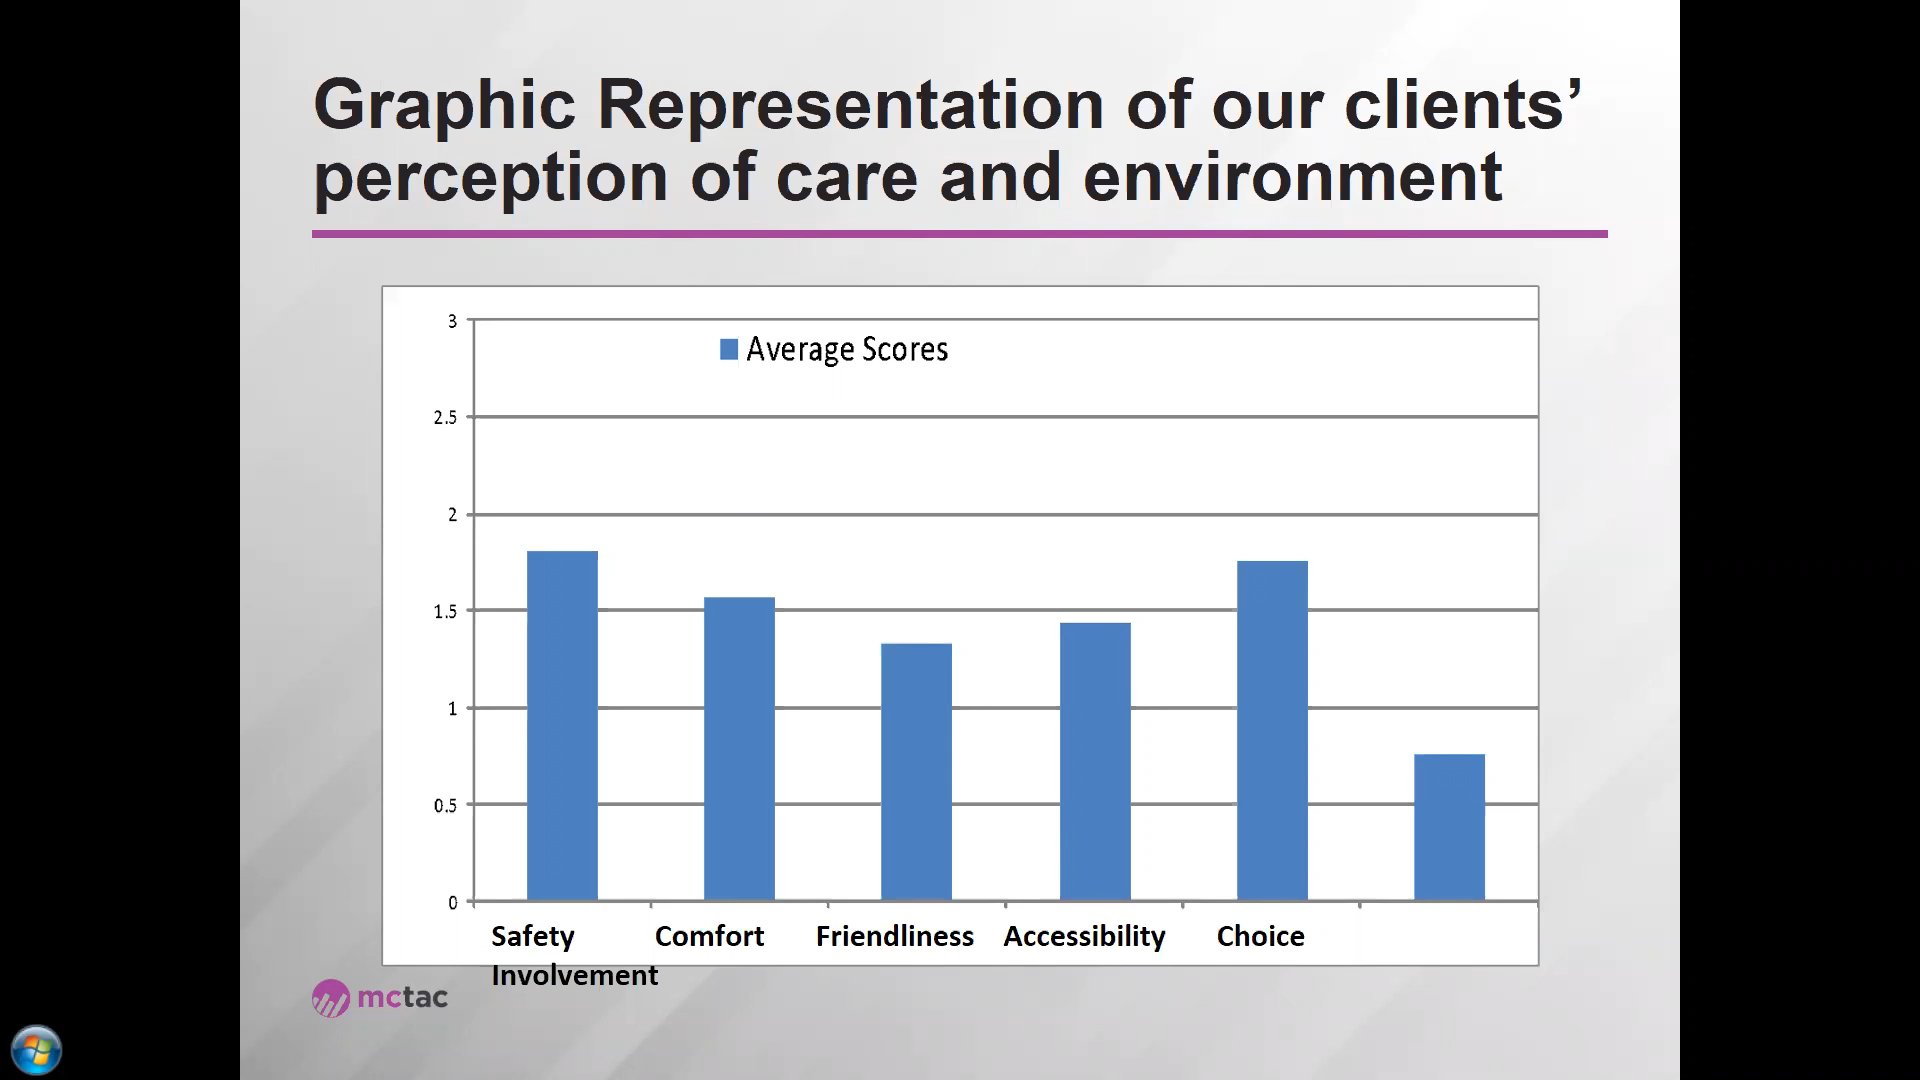 Graphic Representation of our clients’
perception of care and environment
3
Average Scores
2.5
2
1.5
1
0.5
0
Safety Comfort Friendliness Accessibility Choice
Involvement
mctac